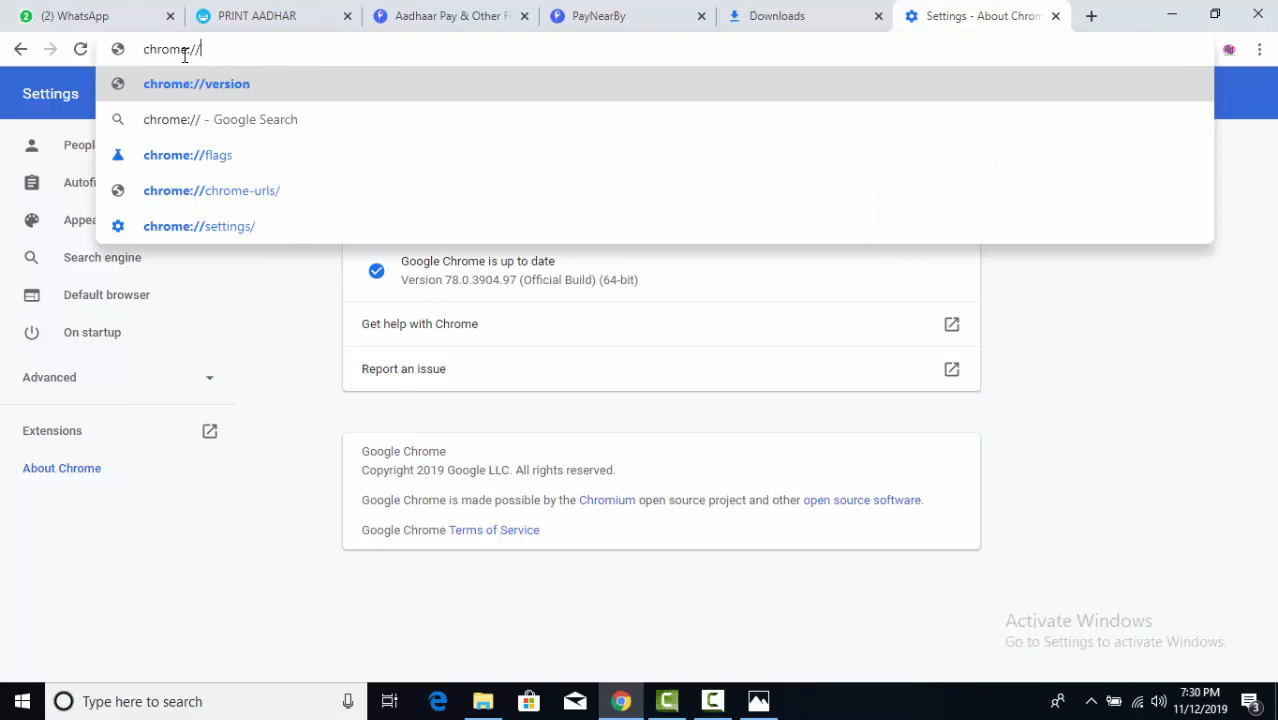 (2) WhatsApp
PRINT AADHAR
Aadhaar Pay & Other F
PayNearBy
Downloads
Settings - About Chrom
chrome://
chrome://version
chrome:// - Google Search
chrome://flags
chrome://chrome-urls/
chrome://settings/
Settings
Peopl
Autofi
Appea
Search engine
Default browser
On startup
Advanced
Extensions
About Chrome
Google Chrome is up to date
Version 78.0.3904.97 (Official Build) (64-bit)
Get help with Chrome
Report an issue
Google Chrome
Copyright 2019 Google LLC. All rights reserved.
Google Chrome is made possible by the Chromium open source project and other open source software.
Google Chrome Terms of Service
Activate Windows
Go to Settings to activate Windows.
Type here to search
7:30 PM
11/12/2019
3